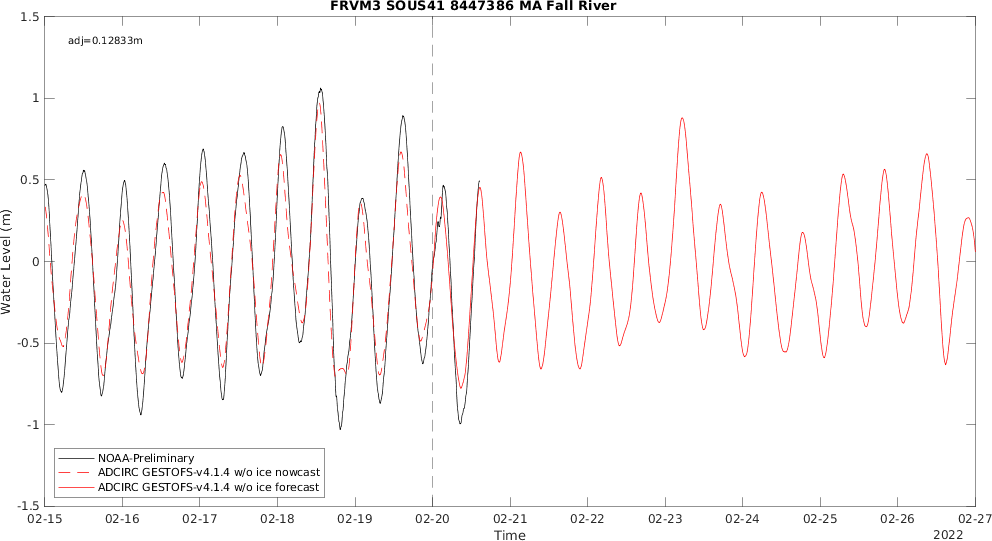 FRVM3 SOUS41 8447386 MA Fall River
adj=0.12833m
Water Level (m)
1.5
1
0.5
0
-0.5
-1
-1.5
NOAA-Preliminary
ADCIRC GESTOFS-v4.1.4 w/o ice nowcast
ADCIRC GESTOFS-v4.1.4 w/o ice forecast
02-15 02-16 02-17 02-18 02-19 02-20 02-21 02-22 02-23 02-24 02-25 02-26 02-27
Time
2022